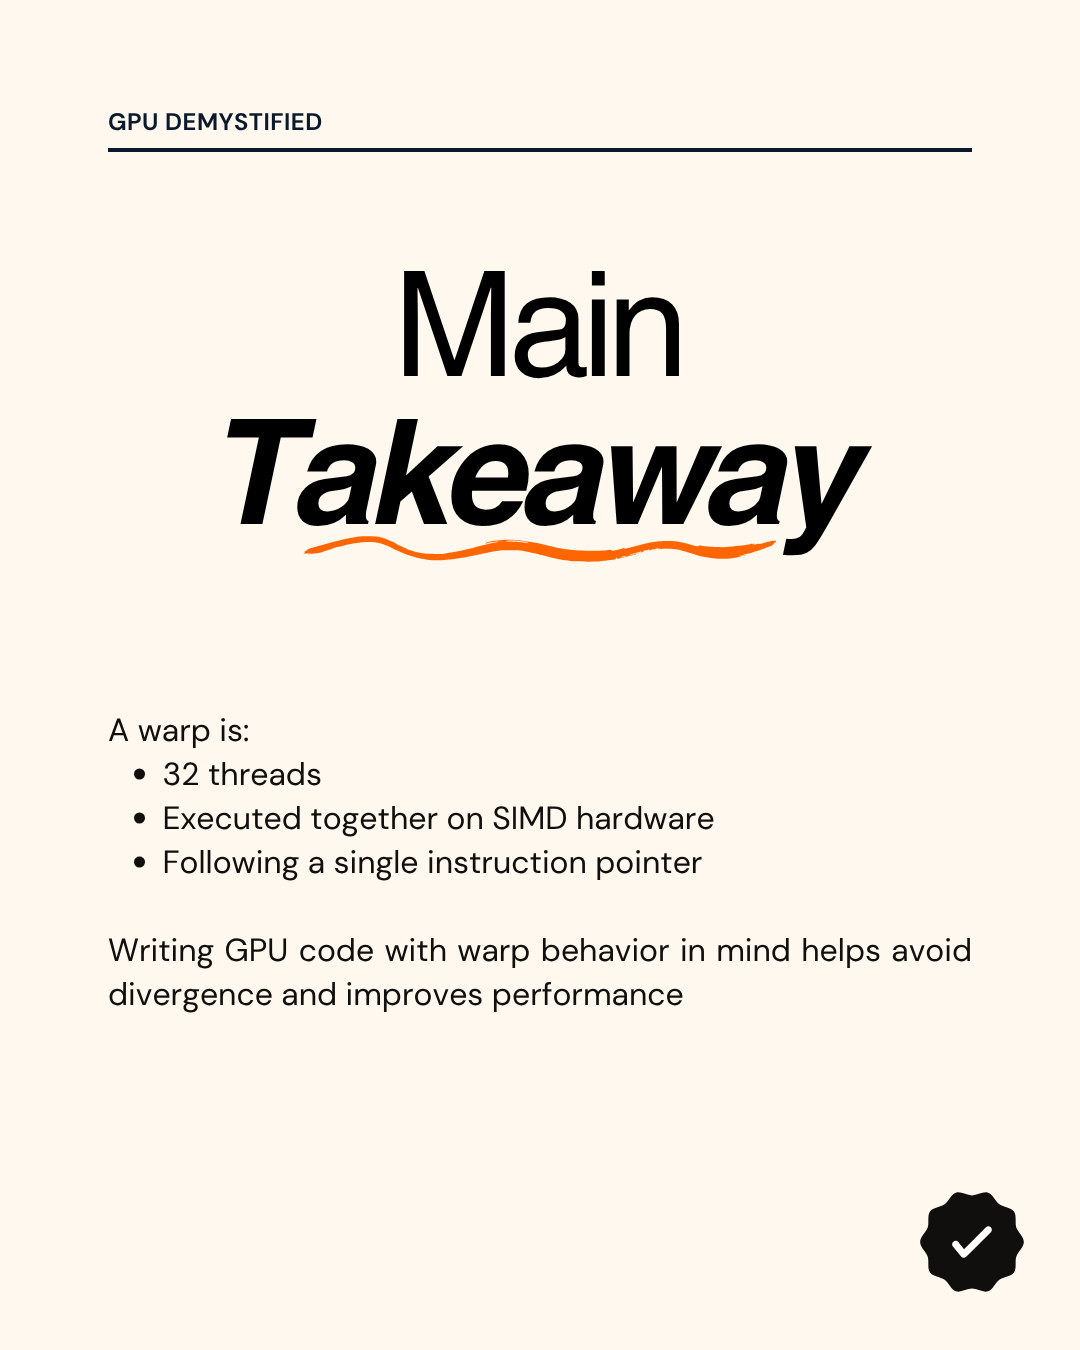 GPU DEMYSTIFIED
Main
Takeaway
A warp is:
• 32 threads
• Executed together on SIMD hardware
• Following a single instruction pointer
Writing GPU code with warp behavior in mind helps avoid
divergence and improves performance